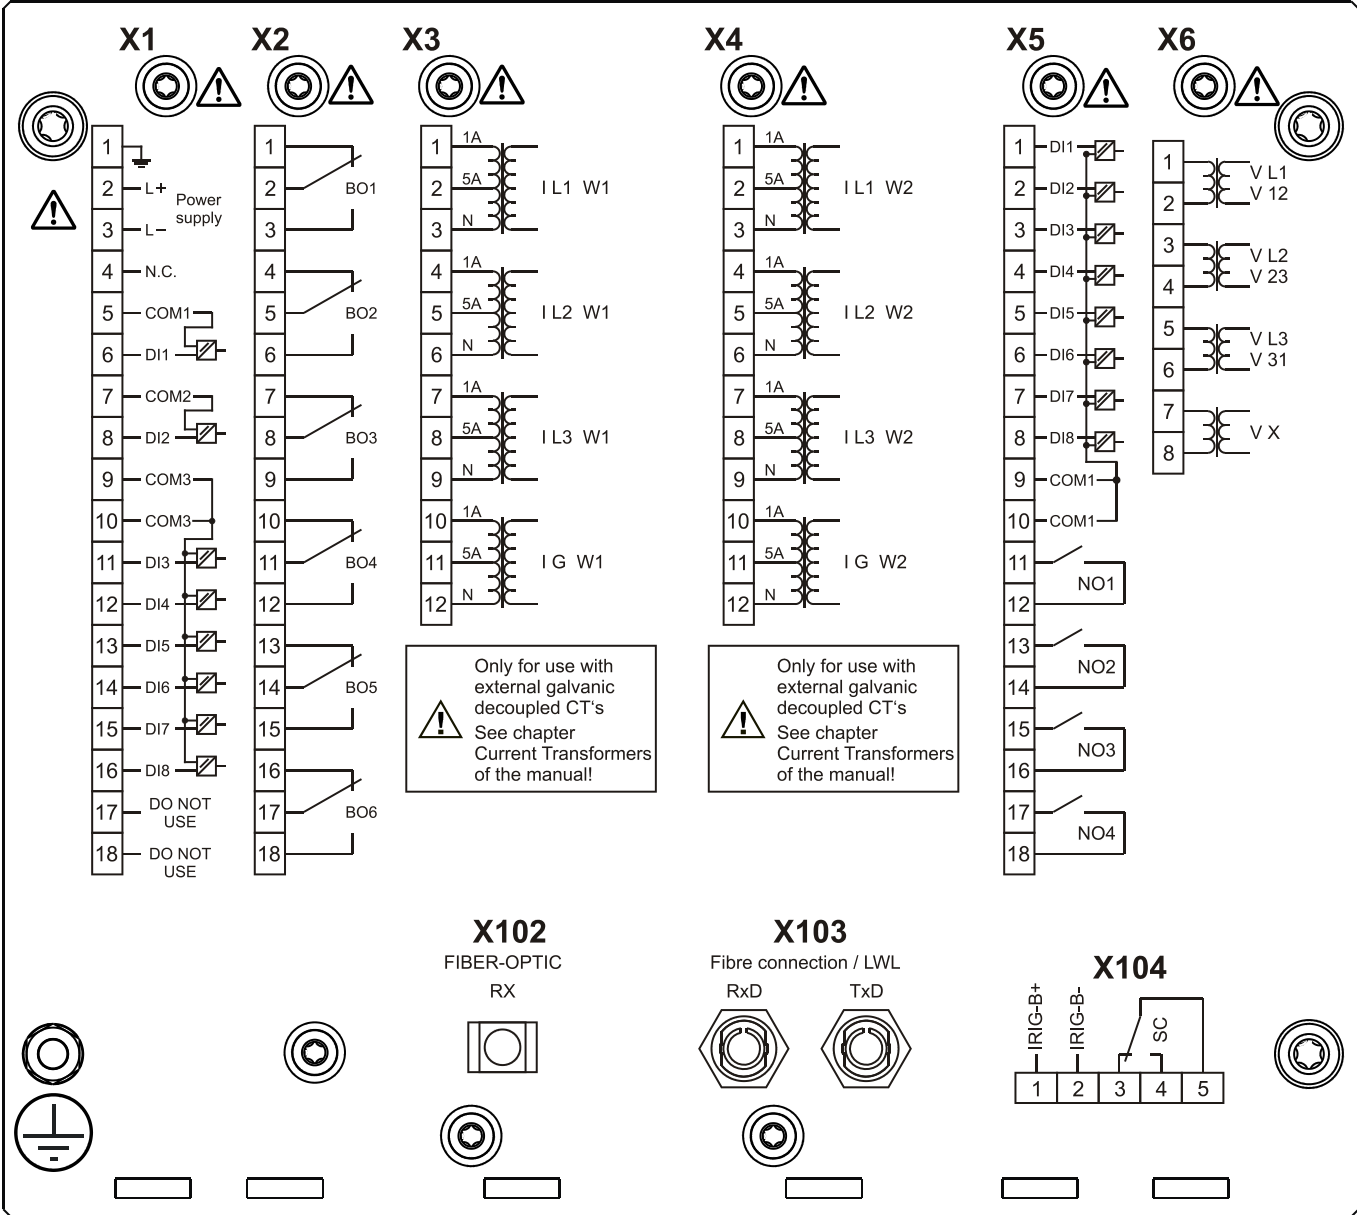 X1
1
2 L+
Power
supply
3 L−
4 N.C.
5 COM1
6 DI1
7 COM2
8 DI2
9 COM3
10 COM3
11 DI3
12 DI4
13 DI5
14 DI6
15 DI7
16 DI8
17 DO NOT
USE
18 DO NOT
USE
X2
1
2 BO1
3
4
5 BO2
6
7
8 BO3
9
10
11 BO4
12
13
14 BO5
15
16
17 BO6
18
X3
1 1A
2 5A I L1 W1
3 N
4 1A
5 5A I L2 W1
6 N
7 1A
8 5A I L3 W1
9 N
10 1A
11 5A I G W1
12 N
Only for use with
external galvanic
decoupled CT‘s
See chapter
Current Transformers
of the manual!
X4
1 1A
2 5A I L1 W2
3 N
4 1A
5 5A I L2 W2
6 N
7 1A
8 5A I L3 W2
9 N
10 1A
11 5A I G W2
12 N
Only for use with
external galvanic
decoupled CT‘s
See chapter
Current Transformers
of the manual!
X5
1 DI1
2 DI2
3 DI3
4 DI4
5 DI5
6 DI6
7 DI7
8 DI8
9 COM1
10 COM1
11
NO1
12
13
NO2
14
15
NO3
16
17
NO4
18
X6
1 V L1
2 V 12
3 V L2
4 V 23
5 V L3
6 V 31
7
V X
8
X102
FIBER-OPTIC
RX
X103
Fibre connection / LWL
RxD TxD
X104
IRIG-B+
IRIG-B-
SC
1 2 3 4 5